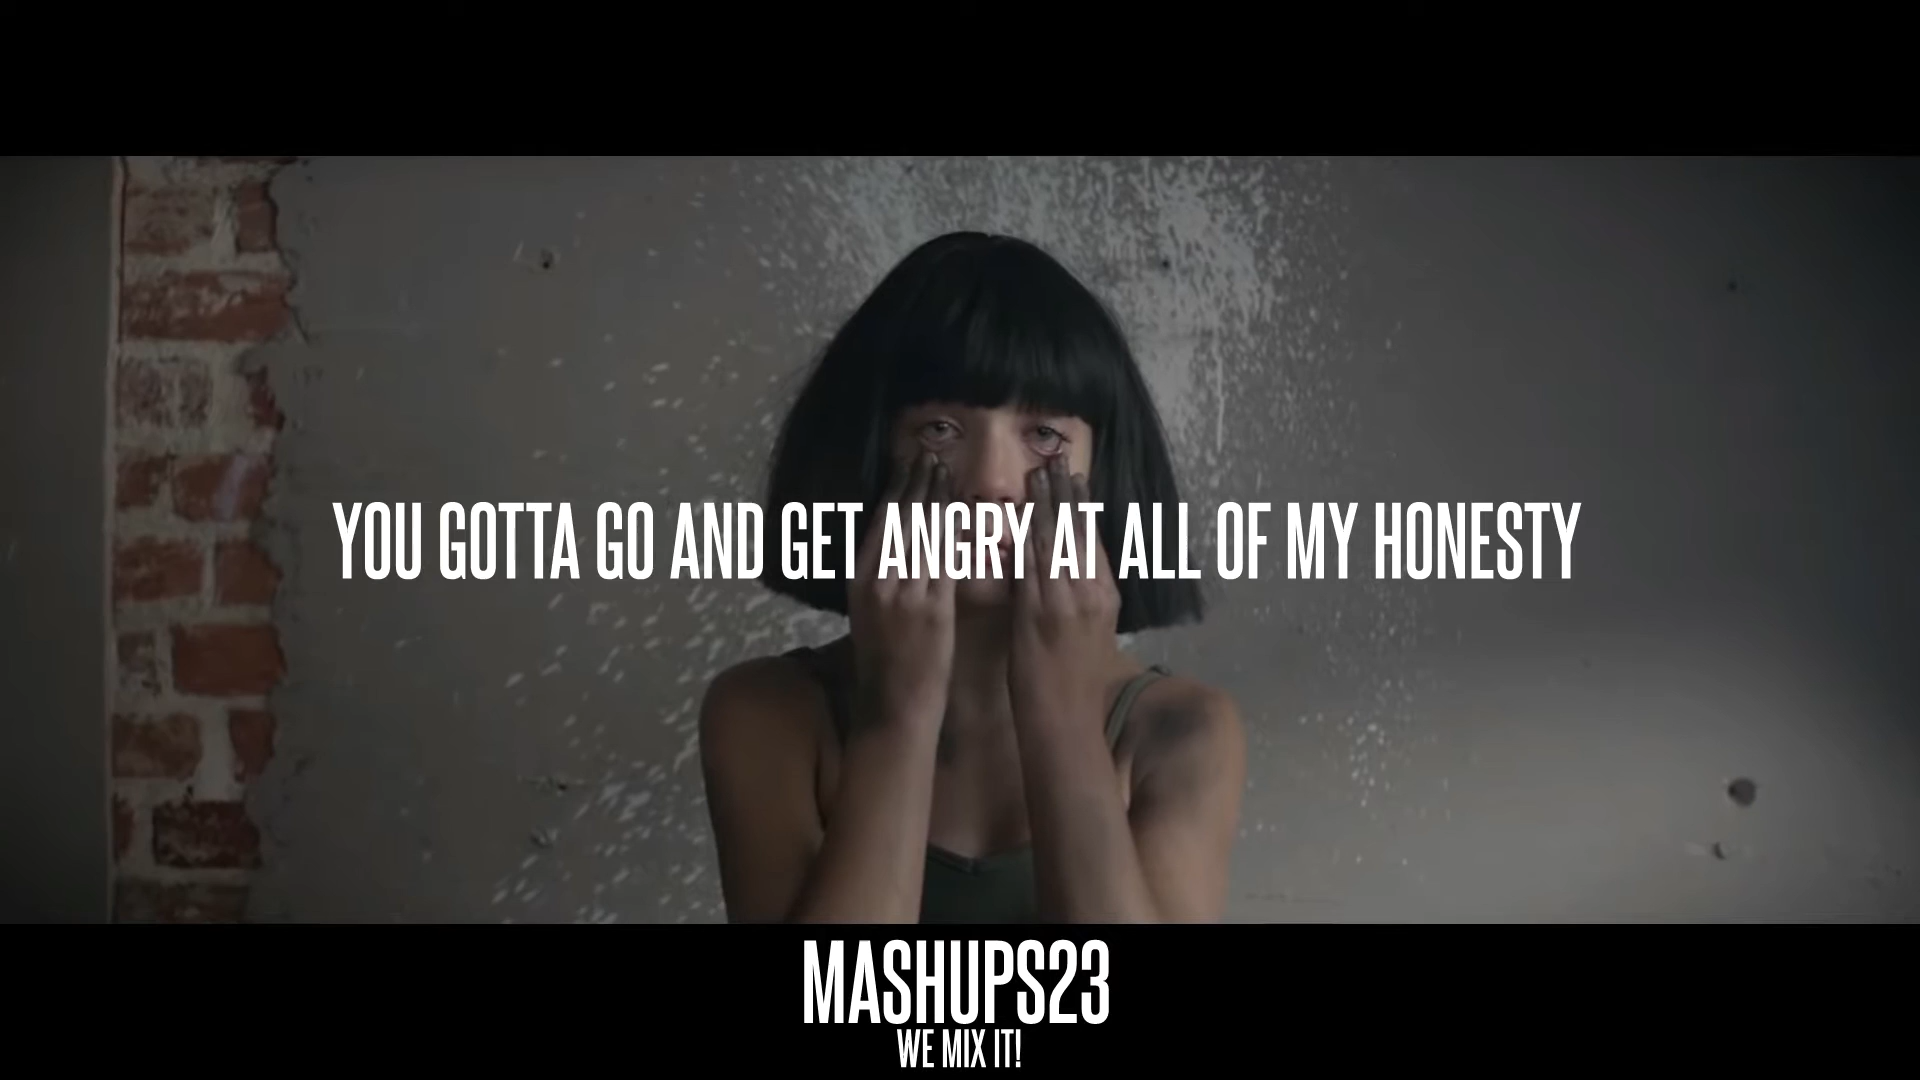 YOU GOTTA GO AND GET ANGRY AT ALL OF MY HONESTY
MASHUPS23
WE MIX IT!